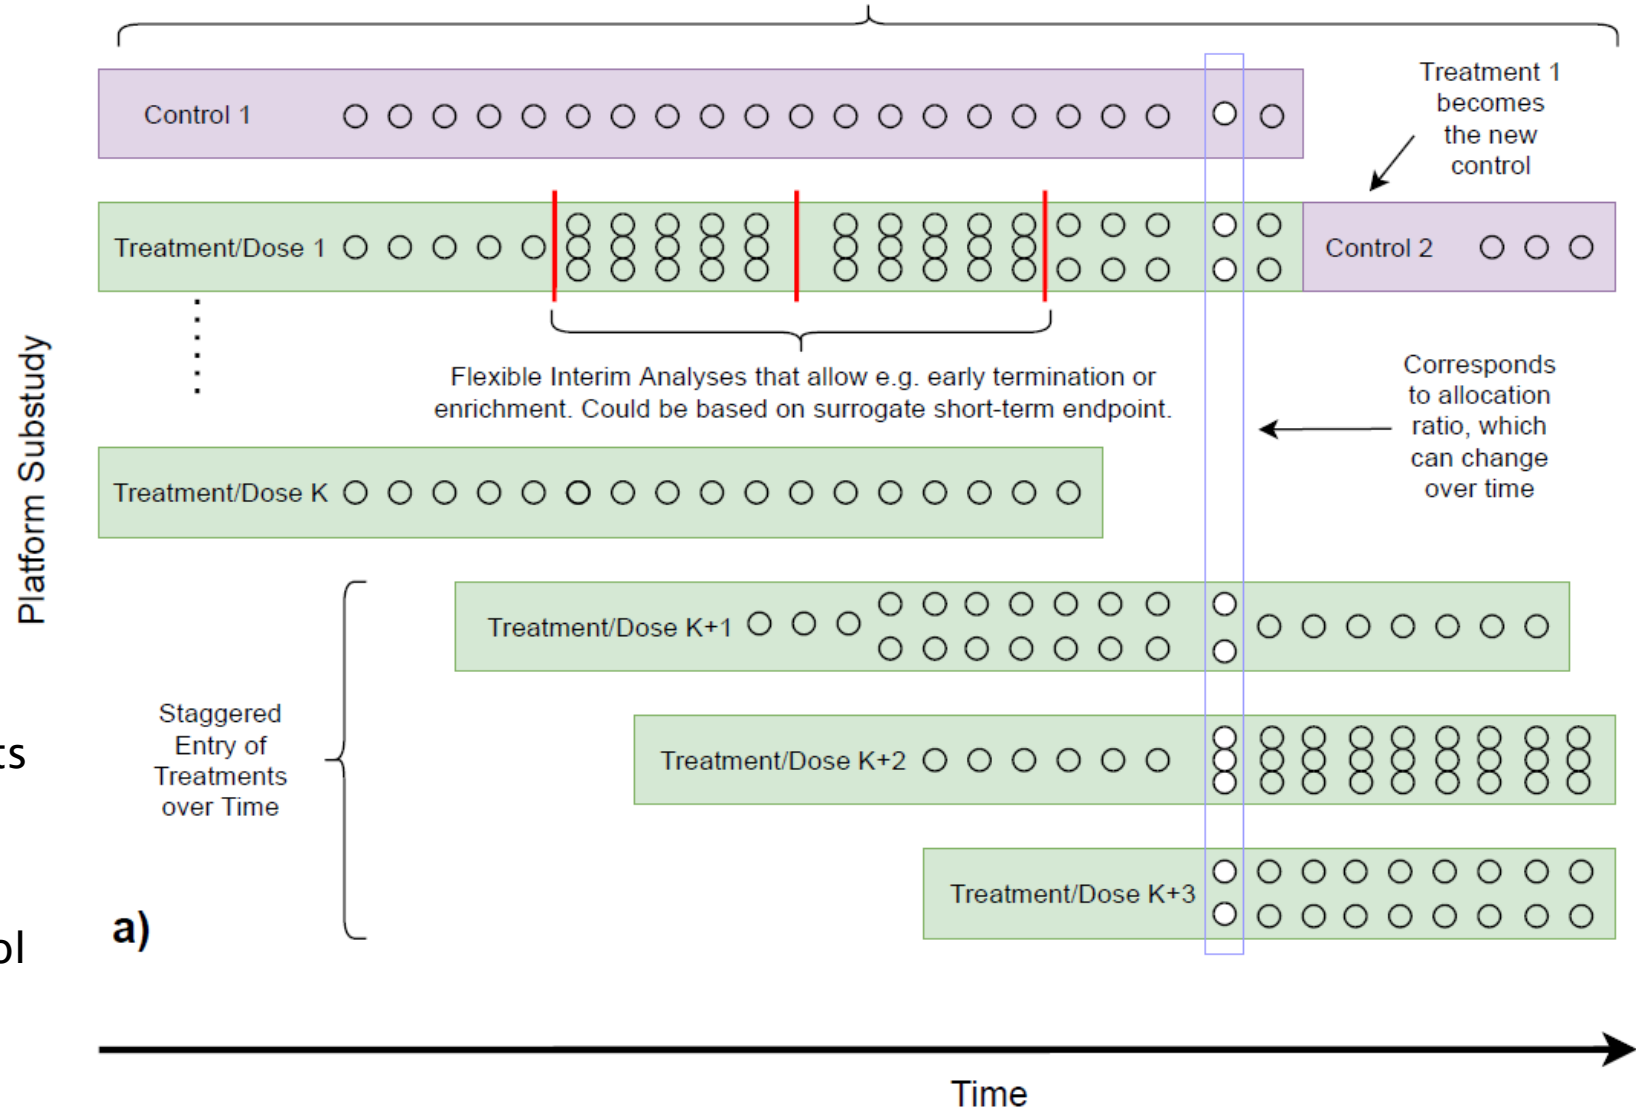 Control 1
Treatment 1
becomes
the new
control
Treatment/Dose 1
Control 2
Flexible Interim Analyses that allow e.g. early termination or
enrichment. Could be based on surrogate short-term endpoint.
Corresponds
to allocation
ratio, which
can change
over time
Platform Substudy
Treatment/Dose K
Treatment/Dose K+1
Staggered
Entry of
Treatments
over Time
Treatment/Dose K+2
Treatment/Dose K+3
a)
Time